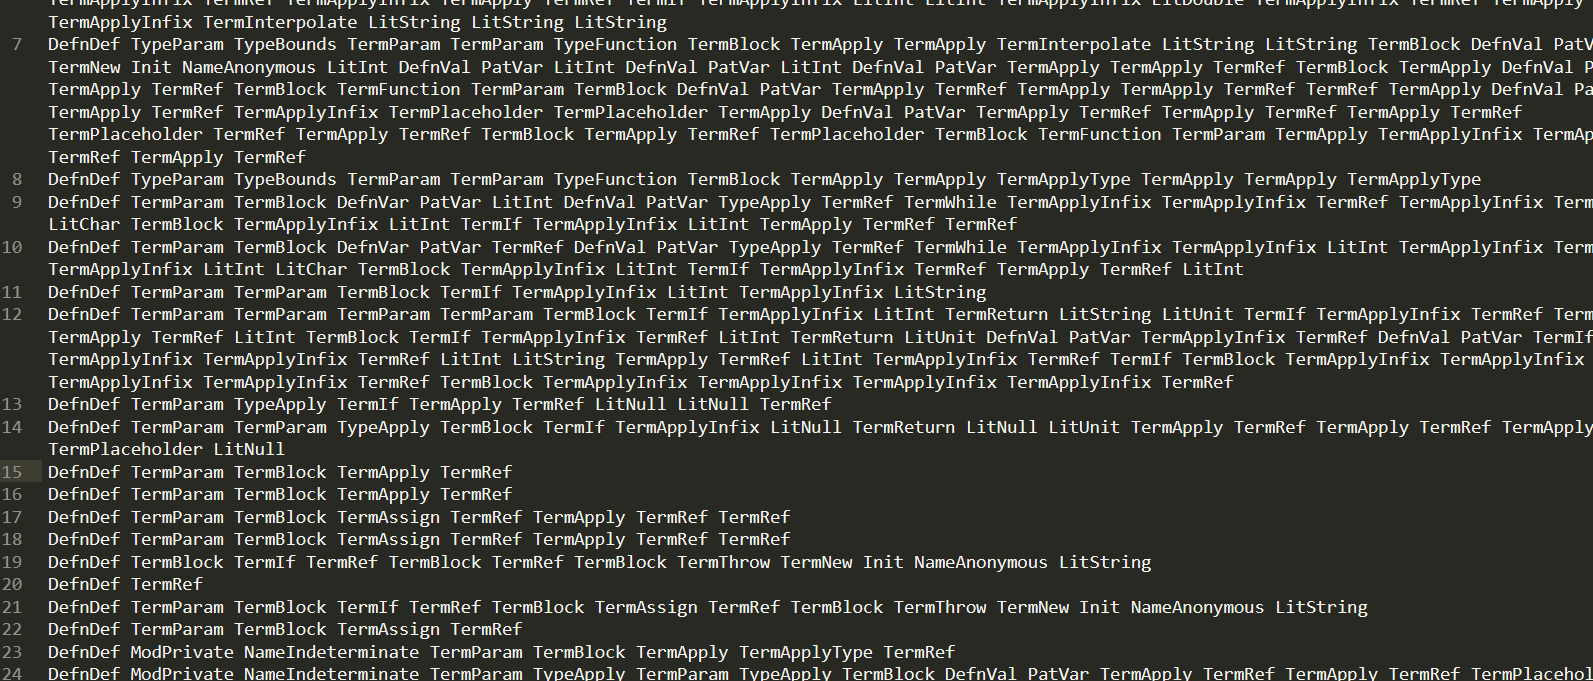 TermApplyInfix TermRef TermApplyInfix TermApply TermRef TermIf TermApplyInfix LitInt LitInt TermApplyInfix LitDouble TermApplyInfix TermRef TermApply
TermApplyInfix TermInterpolate LitString LitString LitString
7 DefnDef TypeParam TypeBounds TermParam TermParam TypeFunction TermBlock TermApply TermApply TermInterpolate LitString LitString TermBlock DefnVal PatV
TermNew Init NameAnonymous LitInt DefnVal PatVar LitInt DefnVal PatVar LitInt DefnVal PatVar TermApply TermApply TermRef TermBlock TermApply DefnVal P
TermApply TermRef TermBlock TermFunction TermParam TermBlock DefnVal PatVar TermApply TermRef TermApply TermApply TermRef TermRef TermApply DefnVal Pa
TermApply TermRef TermApplyInfix TermPlaceholder TermPlaceholder TermApply DefnVal PatVar TermApply TermRef TermApply TermRef TermApply TermRef
TermPlaceholder TermRef TermApply TermRef TermBlock TermApply TermRef TermPlaceholder TermBlock TermFunction TermParam TermApply TermApplyInfix TermAp
TermRef TermApply TermRef
8 DefnDef TypeParam TypeBounds TermParam TermParam TypeFunction TermBlock TermApply TermApply TermApplyType TermApply TermApply TermApplyType
9 DefnDef TermParam TermBlock DefnVar PatVar LitInt DefnVal PatVar TypeApply TermRef TermWhile TermApplyInfix TermApplyInfix TermRef TermApplyInfix Term
LitChar TermBlock TermApplyInfix LitInt TermIf TermApplyInfix LitInt TermApply TermRef TermRef
10 DefnDef TermParam TermBlock DefnVar PatVar TermRef DefnVal PatVar TypeApply TermRef TermWhile TermApplyInfix TermApplyInfix LitInt TermApplyInfix Term
TermApplyInfix LitInt LitChar TermBlock TermApplyInfix LitInt TermIf TermApplyInfix TermRef TermApply TermRef LitInt
11 DefnDef TermParam TermParam TermBlock TermIf TermApplyInfix LitInt TermApplyInfix LitString
12 DefnDef TermParam TermParam TermParam TermParam TermBlock TermIf TermApplyInfix LitInt TermReturn LitString LitUnit TermIf TermApplyInfix TermRef Term
TermApply TermRef LitInt TermBlock TermIf TermApplyInfix TermRef LitInt TermReturn LitUnit DefnVal PatVar TermApplyInfix TermRef DefnVal PatVar TermIf
TermApplyInfix TermApplyInfix TermRef LitInt LitString TermApply TermRef LitInt TermApplyInfix TermRef TermIf TermBlock TermApplyInfix TermApplyInfix
TermApplyInfix TermApplyInfix TermRef TermBlock TermApplyInfix TermApplyInfix TermApplyInfix TermApplyInfix TermRef
13 DefnDef TermParam TypeApply TermIf TermApply TermRef LitNull LitNull TermRef
14 DefnDef TermParam TermParam TypeApply TermBlock TermIf TermApplyInfix LitNull TermReturn LitNull LitUnit TermApply TermRef TermApply TermRef TermApply
TermPlaceholder LitNull
15 DefnDef TermParam TermBlock TermApply TermRef
16 DefnDef TermParam TermBlock TermApply TermRef
17 DefnDef TermParam TermBlock TermAssign TermRef TermApply TermRef TermRef
18 DefnDef TermParam TermBlock TermAssign TermRef TermApply TermRef TermRef
19 DefnDef TermBlock TermIf TermRef TermBlock TermRef TermBlock TermThrow TermNew Init NameAnonymous LitString
20 DefnDef TermRef
21 DefnDef TermParam TermBlock TermIf TermRef TermBlock TermAssign TermRef TermBlock TermThrow TermNew Init NameAnonymous LitString
22 DefnDef TermParam TermBlock TermAssign TermRef
23 DefnDef ModPrivate NameIndeterminate TermParam TermBlock TermApply TermApplyType TermRef
24 DefnDef ModPrivate NameIndeterminate TermParam TypeApply TermParam TypeApply TermBlock DefnVal PatVar TermApply TermRef TermApply TermRef TermPlacehol